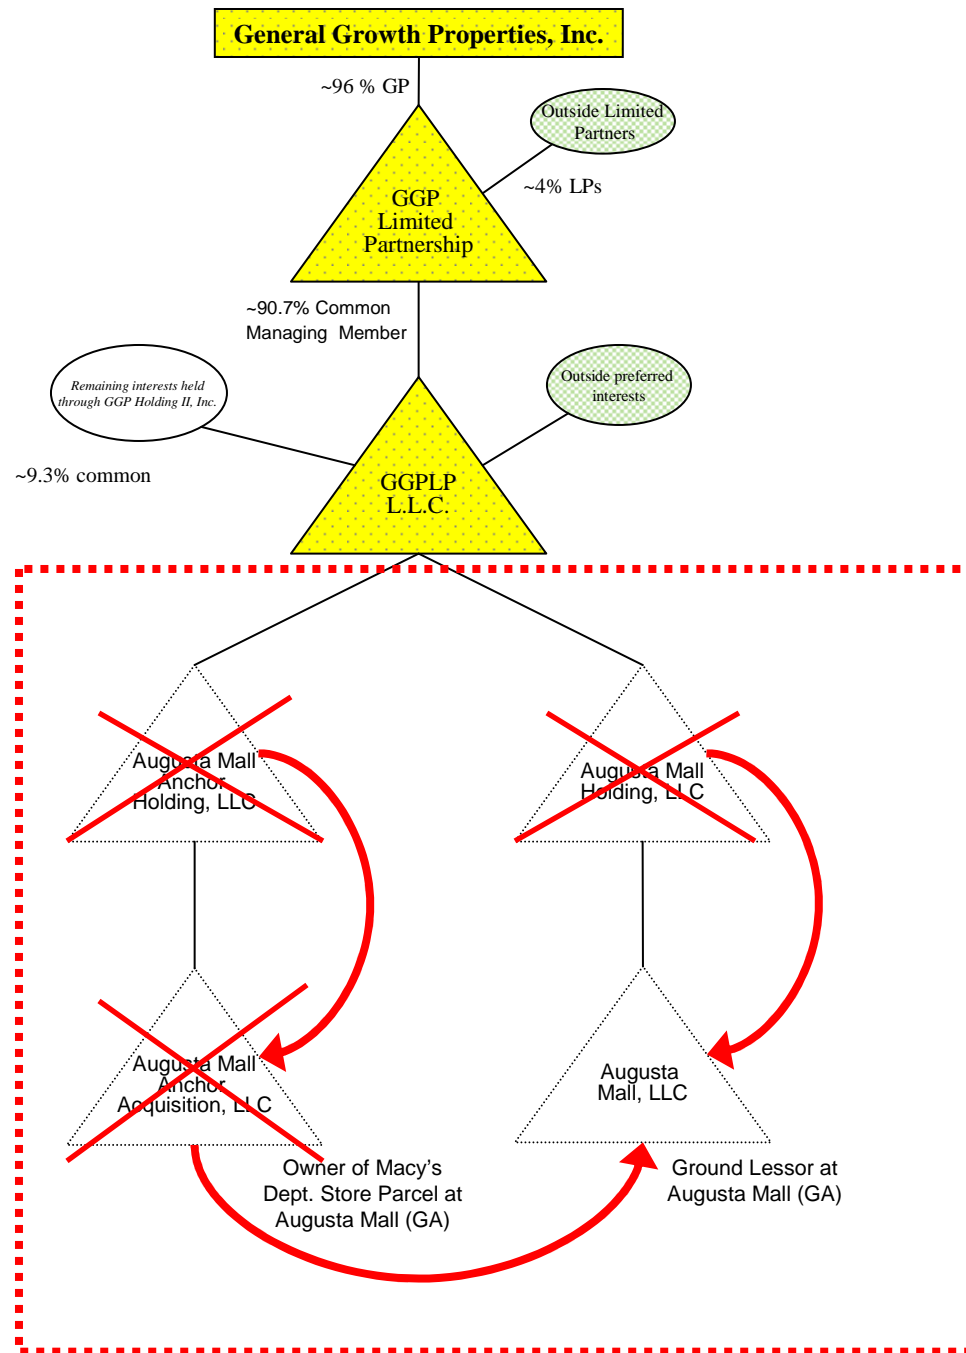 General Growth Properties, Inc.
~96 % GP
Outside Limited
Partners
~4% LPs
GGP
Limited
Partnership
~90.7% Common
Managing Member
Remaining interests held
through GGP Holding II, Inc.
Outside preferred
interests
~9.3% common
GGPLP
L.L.C.
Augusta Mall
Anchor
Holding, LLC
Augusta Mall
Holding, LLC
Augusta Mall
Anchor
Acquisition, LLC
Augusta
Mall, LLC
Owner of Macy's
Dept. Store Parcel at
Augusta Mall (GA)
Ground Lessor at
Augusta Mall (GA)